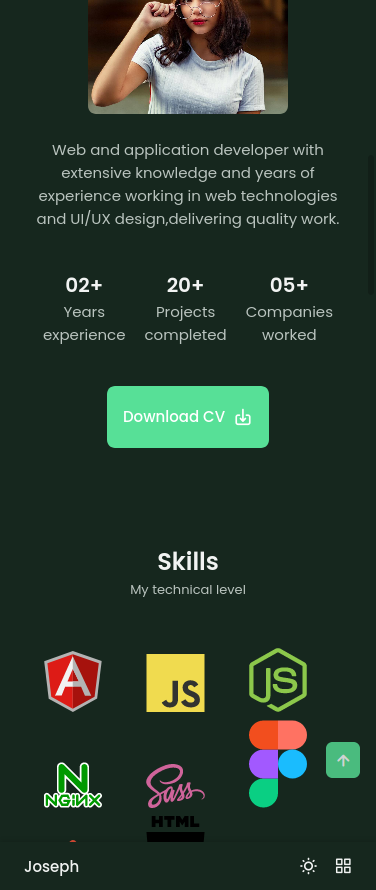 Web and application developer with
extensive knowledge and years of
experience working in web technologies
and UI/UX design,delivering quality work.
02+ 20+ 05+
Years Projects Companies
experience completed worked
Download CV
Skills
My technical level
A JS JS
N
NGiNX Sass
HTML
Joseph